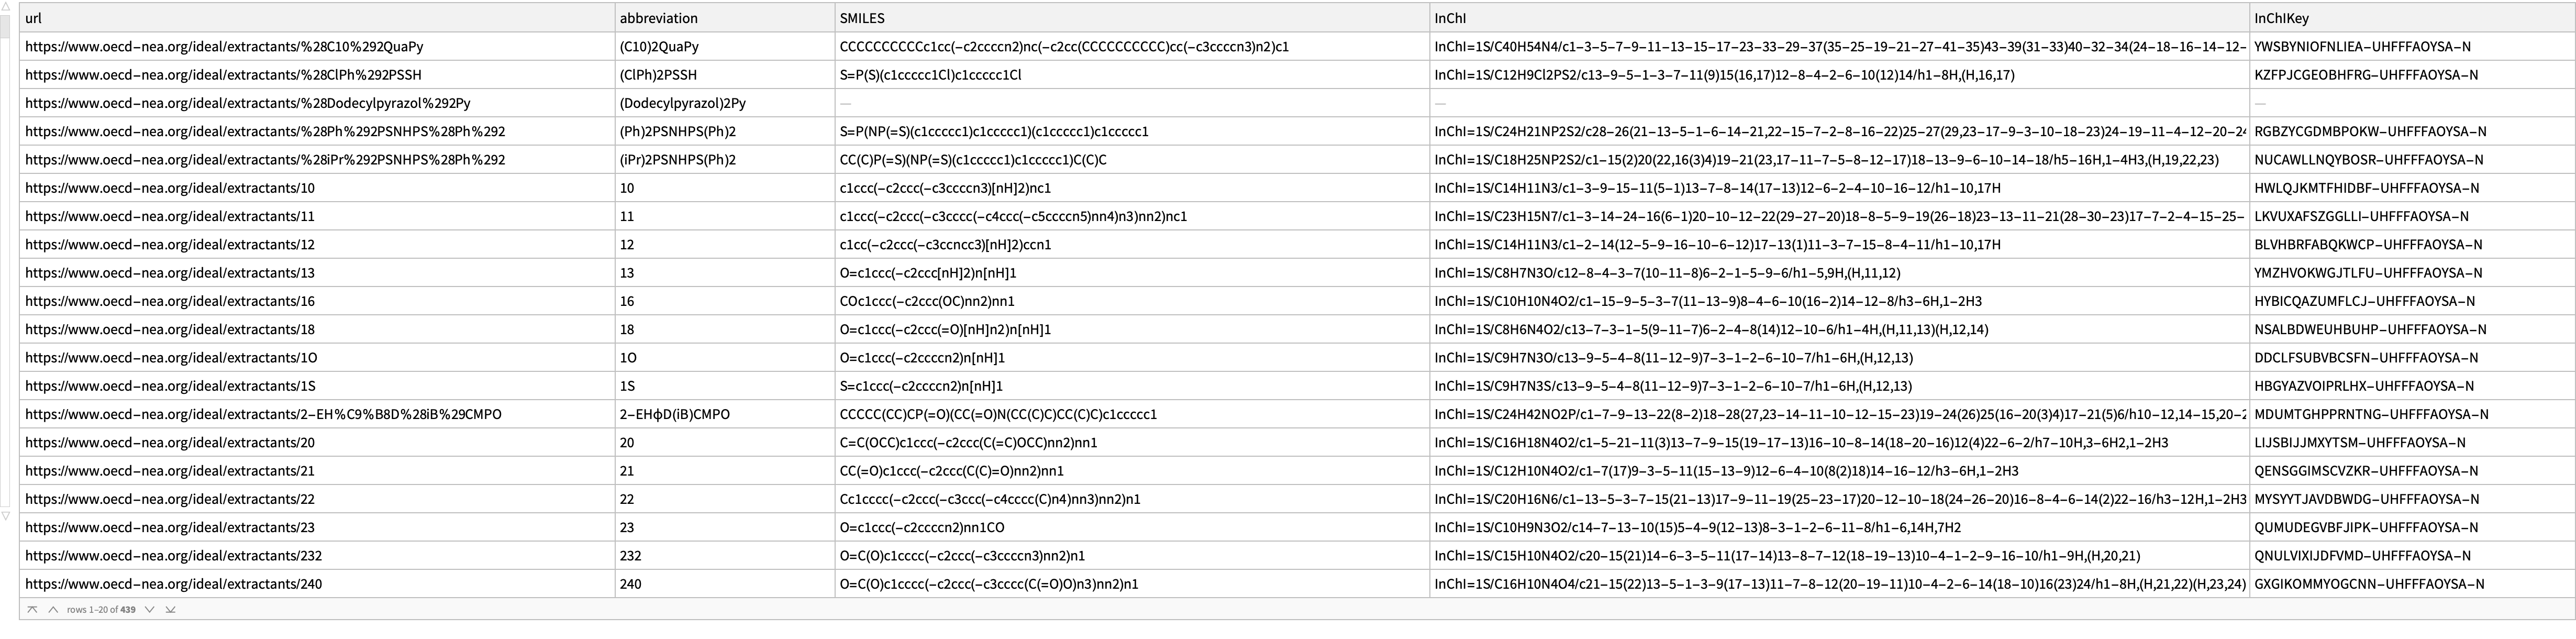 url abbreviation SMILES InChI InChIKey
https://www.oecd-nea.org/ideal/extractants/%28C10%292QuaPy (C10)2QuaPy CCCCCCCCCCc1cc(-c2ccccn2)nc(-c2cc(CCCCCCCCCC)cc(-c3ccccn3)n2)c1 InChI=1S/C40H54N4/c1-3-5-7-9-11-13-15-17-23-33-29-37(35-25-19-21-27-41-35)43-39(31-33)40-32-34(24-18-16-14-12- YWSBYNIOFNLIEA-UHFFFAOYSA-N
https://www.oecd-nea.org/ideal/extractants/%28ClPh%292PSSH (ClPh)2PSSH S=P(S)(c1ccccc1Cl)c1ccccc1Cl InChI=1S/C12H9Cl2PS2/c13-9-5-1-3-7-11(9)15(16,17)12-8-4-2-6-10(12)14/h1-8H,(H,16,17) KZFPJCGEOBHFRG-UHFFFAOYSA-N
https://www.oecd-nea.org/ideal/extractants/%28Dodecylpyrazol%292Py (Dodecylpyrazol)2Py — — —
https://www.oecd-nea.org/ideal/extractants/%28Ph%292PSNHPS%28Ph%292 (Ph)2PSNHPS(Ph)2 S=P(NP(=S)(c1ccccc1)c1ccccc1)(c1ccccc1)c1ccccc1 InChI=1S/C24H21NP2S2/c28-26(21-13-5-1-6-14-21,22-15-7-2-8-16-22)25-27(29,23-17-9-3-10-18-23)24-19-11-4-12-20-24 RGBZYCGDMBPOKW-UHFFFAOYSA-N
https://www.oecd-nea.org/ideal/extractants/%28iPr%292PSNHPS%28Ph%292 (iPr)2PSNHPS(Ph)2 CC(C)P(=S)(NP(=S)(c1ccccc1)c1ccccc1)C(C)C InChI=1S/C18H25NP2S2/c1-15(2)20(22,16(3)4)19-21(23,17-11-7-5-8-12-17)18-13-9-6-10-14-18/h5-16H,1-4H3,(H,19,22,23) NUCAWLLNQYBOSR-UHFFFAOYSA-N
https://www.oecd-nea.org/ideal/extractants/10 10 c1ccc(-c2ccc(-c3ccccn3)[nH]2)nc1 InChI=1S/C14H11N3/c1-3-9-15-11(5-1)13-7-8-14(17-13)12-6-2-4-10-16-12/h1-10,17H HWLQJKMTFHIDBF-UHFFFAOYSA-N
https://www.oecd-nea.org/ideal/extractants/11 11 c1ccc(-c2ccc(-c3cccc(-c4ccc(-c5ccccn5)nn4)n3)nn2)nc1 InChI=1S/C23H15N7/c1-3-14-24-16(6-1)20-10-12-22(29-27-20)18-8-5-9-19(26-18)23-13-11-21(28-30-23)17-7-2-4-15-25- LKVUXAFSZGGLLI-UHFFFAOYSA-N
https://www.oecd-nea.org/ideal/extractants/12 12 c1cc(-c2ccc(-c3ccncc3)[nH]2)ccn1 InChI=1S/C14H11N3/c1-2-14(12-5-9-16-10-6-12)17-13(1)11-3-7-15-8-4-11/h1-10,17H BLVHBRFABQKWCP-UHFFFAOYSA-N
https://www.oecd-nea.org/ideal/extractants/13 13 O=c1ccc(-c2ccc[nH]2)n[nH]1 InChI=1S/C8H7N3O/c12-8-4-3-7(10-11-8)6-2-1-5-9-6/h1-5,9H,(H,11,12) YMZHVOKWGJTLFU-UHFFFAOYSA-N
https://www.oecd-nea.org/ideal/extractants/16 16 COc1ccc(-c2ccc(OC)nn2)nn1 InChI=1S/C10H10N4O2/c1-15-9-5-3-7(11-13-9)8-4-6-10(16-2)14-12-8/h3-6H,1-2H3 HYBICQAZUMFLCJ-UHFFFAOYSA-N
https://www.oecd-nea.org/ideal/extractants/18 18 O=c1ccc(-c2ccc(=O)[nH]n2)n[nH]1 InChI=1S/C8H6N4O2/c13-7-3-1-5(9-11-7)6-2-4-8(14)12-10-6/h1-4H,(H,11,13)(H,12,14) NSALBDWEUHBUHP-UHFFFAOYSA-N
https://www.oecd-nea.org/ideal/extractants/1O 1O O=c1ccc(-c2ccccn2)n[nH]1 InChI=1S/C9H7N3O/c13-9-5-4-8(11-12-9)7-3-1-2-6-10-7/h1-6H,(H,12,13) DDCLFSUBVBCSFN-UHFFFAOYSA-N
https://www.oecd-nea.org/ideal/extractants/1S 1S S=c1ccc(-c2ccccn2)n[nH]1 InChI=1S/C9H7N3S/c13-9-5-4-8(11-12-9)7-3-1-2-6-10-7/h1-6H,(H,12,13) HBGYAZVOIPRLHX-UHFFFAOYSA-N
https://www.oecd-nea.org/ideal/extractants/2-EH%C9%B8D%28iB%29CMPO 2-EHɸD(iB)CMPO CCCCC(CC)CP(=O)(CC(=O)N(CC(C)C)CC(C)C)c1ccccc1 InChI=1S/C24H42NO2P/c1-7-9-13-22(8-2)18-28(27,23-14-11-10-12-15-23)19-24(26)25(16-20(3)4)17-21(5)6/h10-12,14-15,20-2 MDUMTGHPPRNTNG-UHFFFAOYSA-N
https://www.oecd-nea.org/ideal/extractants/20 20 C=C(OCC)c1ccc(-c2ccc(C(=C)OCC)nn2)nn1 InChI=1S/C16H18N4O2/c1-5-21-11(3)13-7-9-15(19-17-13)16-10-8-14(18-20-16)12(4)22-6-2/h7-10H,3-6H2,1-2H3 LIJSBIJJMXYTSM-UHFFFAOYSA-N
https://www.oecd-nea.org/ideal/extractants/21 21 CC(=O)c1ccc(-c2ccc(C(C)=O)nn2)nn1 InChI=1S/C12H10N4O2/c1-7(17)9-3-5-11(15-13-9)12-6-4-10(8(2)18)14-16-12/h3-6H,1-2H3 QENSGGIMSCVZKR-UHFFFAOYSA-N
https://www.oecd-nea.org/ideal/extractants/22 22 Cc1cccc(-c2ccc(-c3ccc(-c4cccc(C)n4)nn3)nn2)n1 InChI=1S/C20H16N6/c1-13-5-3-7-15(21-13)17-9-11-19(25-23-17)20-12-10-18(24-26-20)16-8-4-6-14(2)22-16/h3-12H,1-2H3 MYSYYTJAVDBWDG-UHFFFAOYSA-N
https://www.oecd-nea.org/ideal/extractants/23 23 O=c1ccc(-c2ccccn2)nn1CO InChI=1S/C10H9N3O2/c14-7-13-10(15)5-4-9(12-13)8-3-1-2-6-11-8/h1-6,14H,7H2 QUMUDEGVBFJIPK-UHFFFAOYSA-N
https://www.oecd-nea.org/ideal/extractants/232 232 O=C(O)c1cccc(-c2ccc(-c3ccccn3)nn2)n1 InChI=1S/C15H10N4O2/c20-15(21)14-6-3-5-11(17-14)13-8-7-12(18-19-13)10-4-1-2-9-16-10/h1-9H,(H,20,21) QNULVIXIJDFVMD-UHFFFAOYSA-N
https://www.oecd-nea.org/ideal/extractants/240 240 O=C(O)c1cccc(-c2ccc(-c3cccc(C(=O)O)n3)nn2)n1 InChI=1S/C16H10N4O4/c21-15(22)13-5-1-3-9(17-13)11-7-8-12(20-19-11)10-4-2-6-14(18-10)16(23)24/h1-8H,(H,21,22)(H,23,24) GXGIKOMMYOGCNN-UHFFFAOYSA-N
rows 1–20 of 439